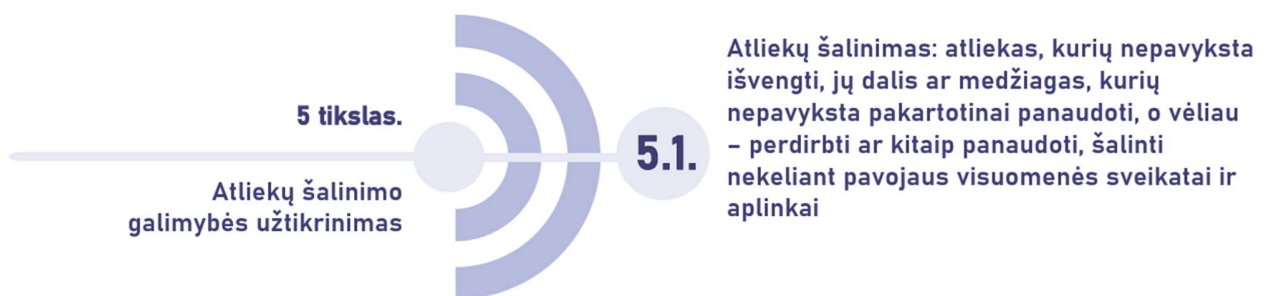 5 tikslas.
Atliekų šalinimo
galimybės užtikrinimas
5.1.
Atliekų šalinimas: atliekas, kurių nepavyksta
išvengti, jų dalis ar medžiagas, kurių
nepavyksta pakartotinai panaudoti, o vėliau
– perdirbti ar kitaip panaudoti, šalinti
nekeliant pavojaus visuomenės sveikatai ir
aplinkai